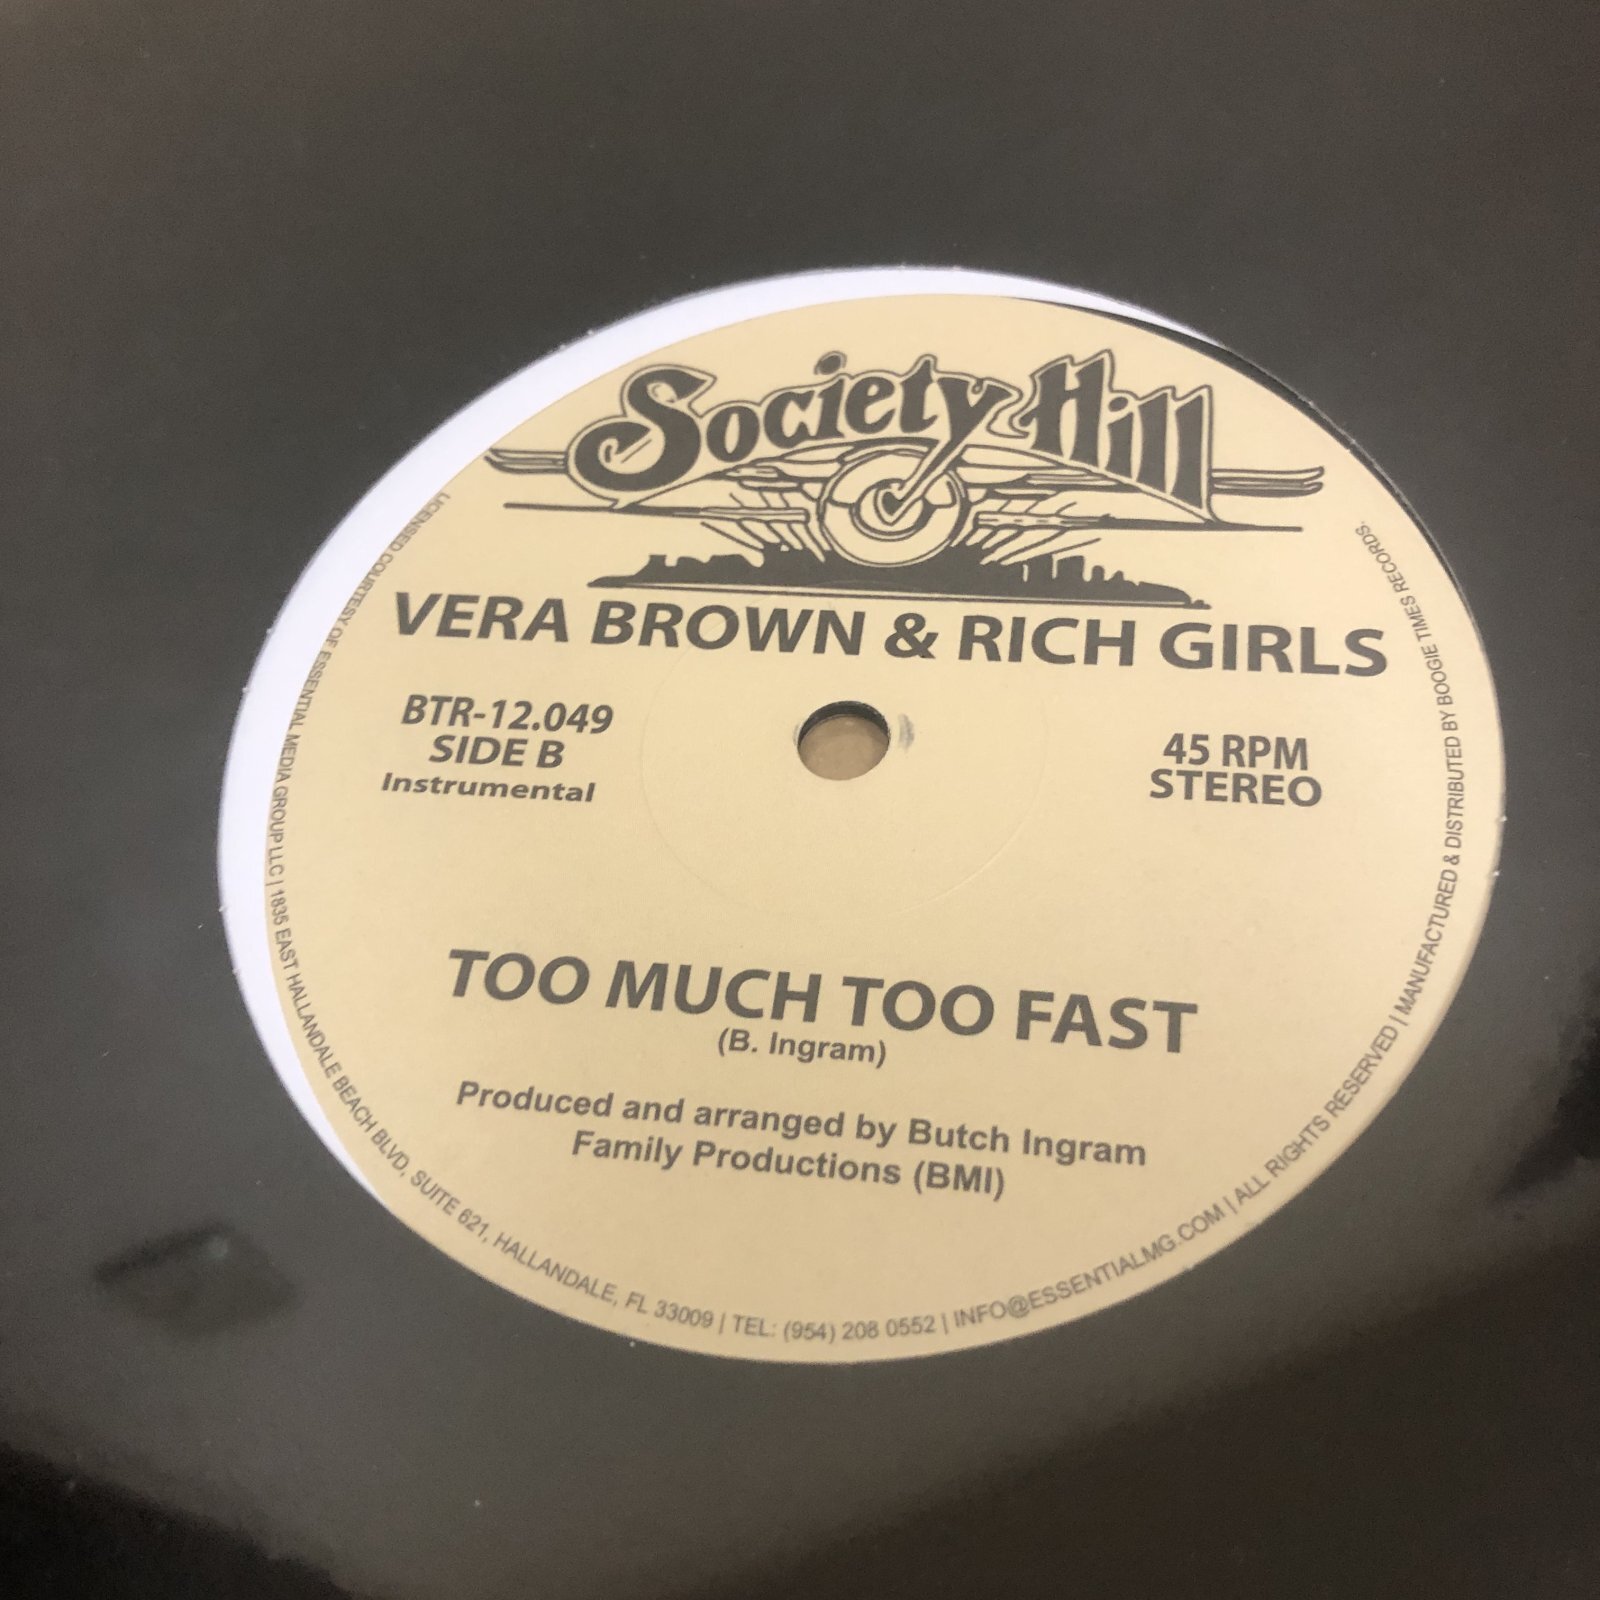 Society Hill
VERA BROWN & RICH GIRLS
BTR-12.049
SIDE B
Instrumental
45 RPM
STEREO
TOO MUCH TOO FAST
(B. Ingram)
Produced and arranged by Butch Ingram
Family Productions (BMI)
LICENSED COURTESY OF ESSENTIAL MEDIA GROUP LLC | 1835 EAST HALLANDALE BEACH BLVD, SUITE 621, HALLANDALE, FL 33009 | TEL: (954) 208 0552 | INFO@ESSENTIALMG.COM | ALL RIGHTS RESERVED | MANUFACTURED & DISTRIBUTED BY BOOGIE TIMES RECORDS.